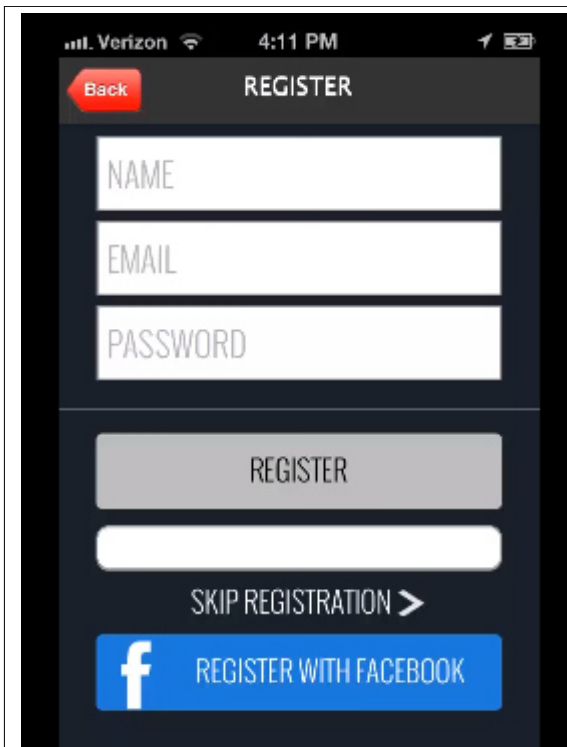 Verizon 4:11 PM
Back REGISTER
NAME
EMAIL
PASSWORD
REGISTER
SKIP REGISTRATION >
f REGISTER WITH FACEBOOK